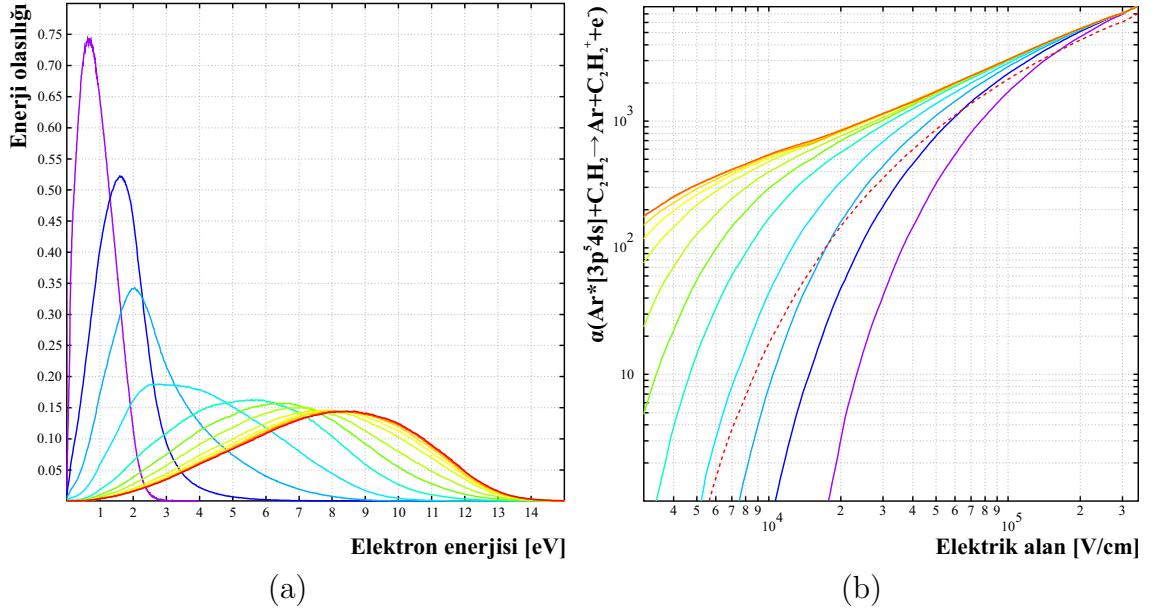 Enerji olasılığı
0.75
0.70
0.65
0.60
0.55
0.50
0.45
0.40
0.35
0.30
0.25
0.20
0.15
0.10
0.05
1 2 3 4 5 6 7 8 9 10 11 12 13 14
Elektron enerjisi [eV]
(a)
α(Ar*[3p⁵4s]+C₂H₂→Ar+C₂H₂⁺+e)
10³
10²
10
4 5 6 7 8 9 10⁴ 2 3 4 5 6 7 8 9 10⁵ 2 3
Elektrik alan [V/cm]
(b)